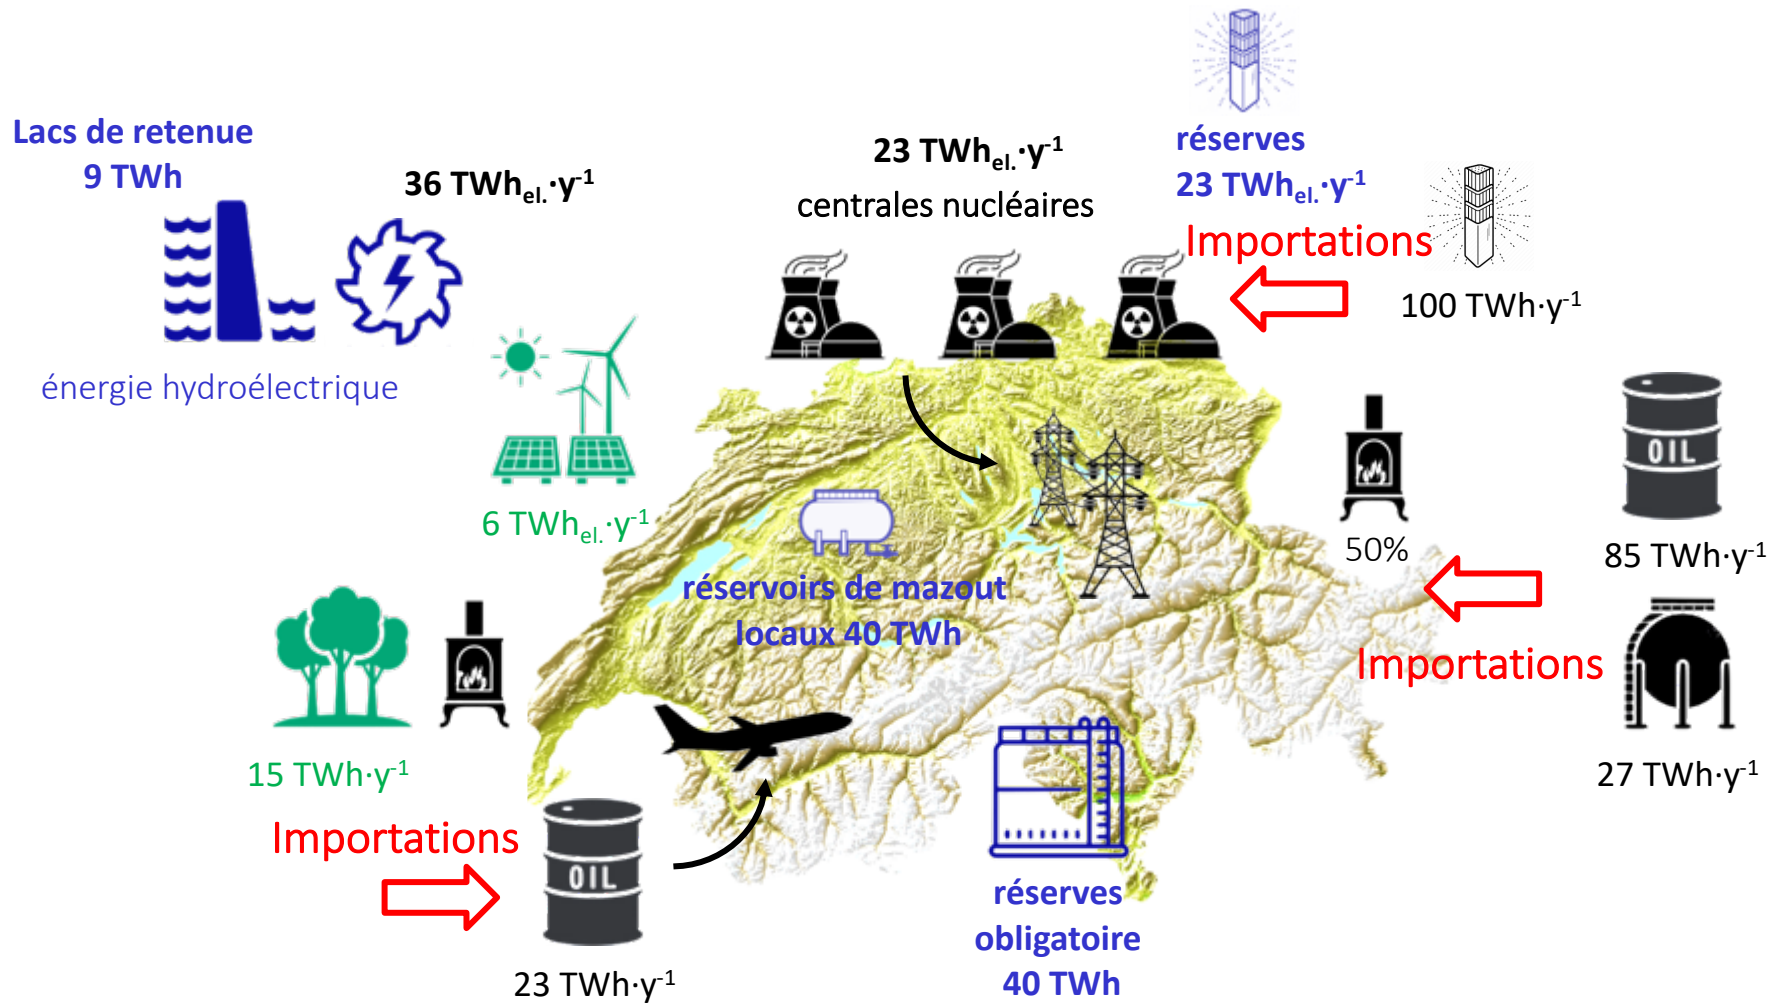 Lacs de retenue
9 TWh
36 TWhel.·y-1
énergie hydroélectrique
23 TWhel.·y-1
centrales nucléaires
réserves
23 TWhel.·y-1
Importations
100 TWh·y-1
6 TWhel.·y-1
OIL
50%
85 TWh·y-1
réservoirs de mazout
locaux 40 TWh
Importations
27 TWh·y-1
15 TWh·y-1
Importations
OIL
23 TWh·y-1
réserves
obligatoire
40 TWh